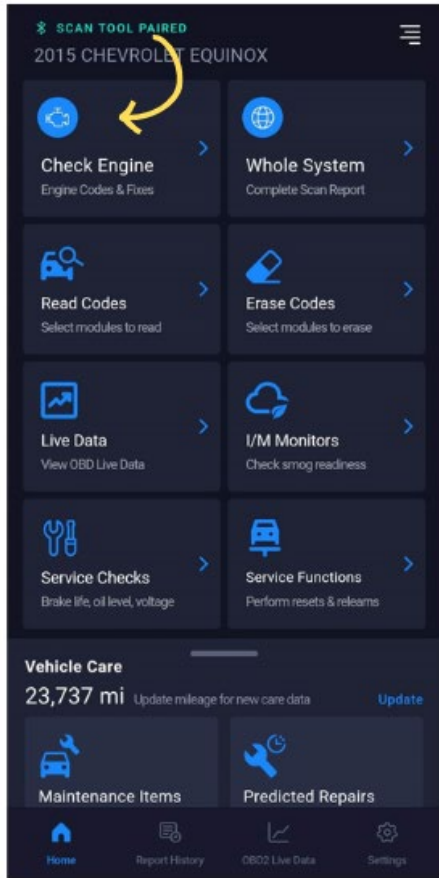 SCAN TOOL PAIRED
2015 CHEVROLET EQUINOX
Check Engine
Engine Codes & Fixes
Whole System
Complete Scan Report
Read Codes
Select modules to read
Erase Codes
Select modules to erase
Live Data
View OBD Live Data
I/M Monitors
Check smog readiness
Service Checks
Brake life, oil level, voltage
Service Functions
Perform resets & relearns
Vehicle Care
23,737 mi Update mileage for new care data Update
Maintenance Items
Predicted Repairs
Home Report History OBD2 Live Data Settings